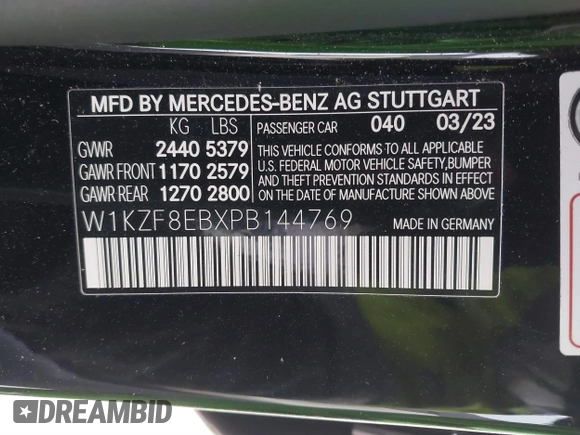 MFD BY MERCEDES-BENZ AG STUTTGART
KG LBS PASSENGER CAR 040 03/23
GVWR 2440 5379
GAWR FRONT 1170 2579
GAWR REAR 1270 2800
THIS VEHICLE CONFORMS TO ALL APPLICABLE
U.S. FEDERAL MOTOR VEHICLE SAFETY,BUMPER
AND THEFT PREVENTION STANDARDS IN EFFECT
ON THE DATE OF MANUFACTURE SHOWN ABOVE
W1KZF8EBXPB144769
MADE IN GERMANY
DREAMBID